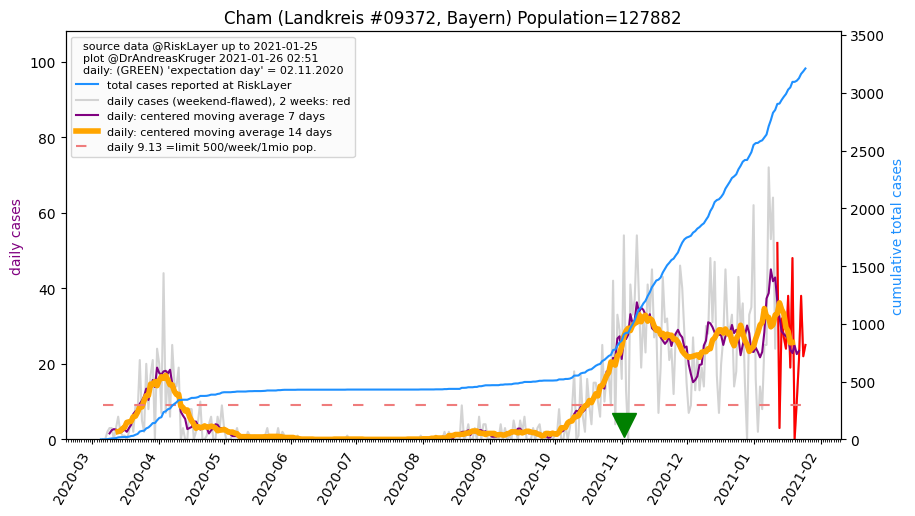 Cham (Landkreis #09372, Bayern) Population=127882
source data @RiskLayer up to 2021-01-25
plot @DrAndreasKruger 2021-01-26 02:51
daily: (GREEN) 'expectation day' = 02.11.2020
total cases reported at RiskLayer
daily cases (weekend-flawed), 2 weeks: red
daily: centered moving average 7 days
daily: centered moving average 14 days
daily 9.13 =limit 500/week/1mio pop.
daily cases
100
80
60
40
20
0
cumulative total cases
3500
3000
2500
2000
1500
1000
500
0
2020-03
2020-04
2020-05
2020-06
2020-07
2020-08
2020-09
2020-10
2020-11
2020-12
2021-01
2021-02